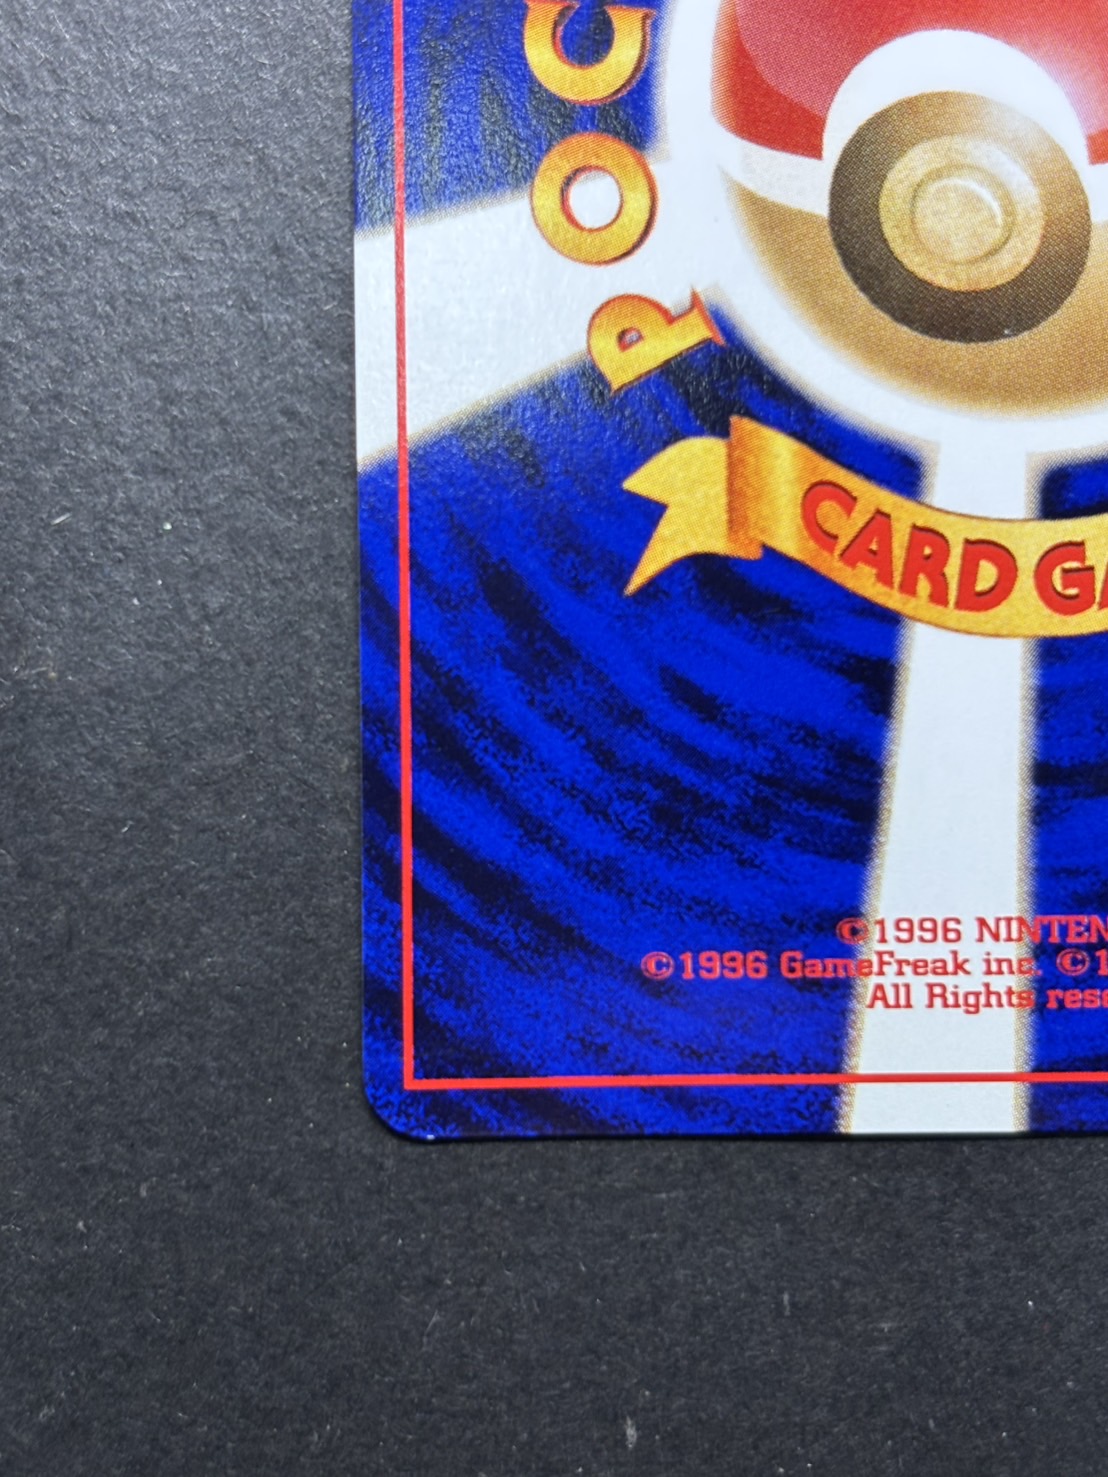 POC
CARD GA
©1996 NINTEN
©1996 GameFreak inc. ©1
All Rights rese